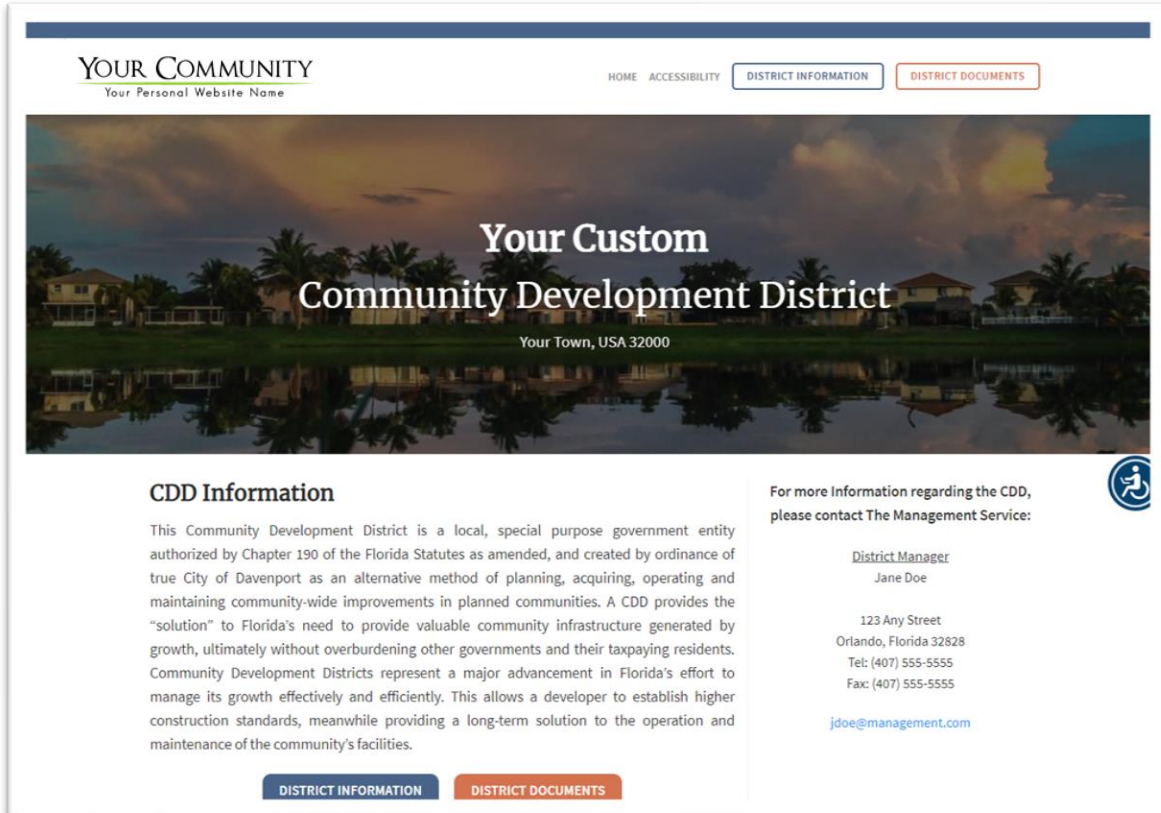 YOUR COMMUNITY
Your Personal Website Name
HOME ACCESSIBILITY DISTRICT INFORMATION DISTRICT DOCUMENTS
Your Custom
Community Development District
Your Town, USA 32000
CDD Information
This Community Development District is a local, special purpose government entity
authorized by Chapter 190 of the Florida Statutes as amended, and created by ordinance of
true City of Davenport as an alternative method of planning, acquiring, operating and
maintaining community-wide improvements in planned communities. A CDD provides the
“solution” to Florida’s need to provide valuable community infrastructure generated by
growth, ultimately without overburdening other governments and their taxpaying residents.
Community Development Districts represent a major advancement in Florida’s effort to
manage its growth effectively and efficiently. This allows a developer to establish higher
construction standards, meanwhile providing a long-term solution to the operation and
maintenance of the community’s facilities.
DISTRICT INFORMATION DISTRICT DOCUMENTS
For more Information regarding the CDD,
please contact The Management Service:
District Manager
Jane Doe
123 Any Street
Orlando, Florida 32828
Tel: (407) 555-5555
Fax: (407) 555-5555
jdoe@management.com